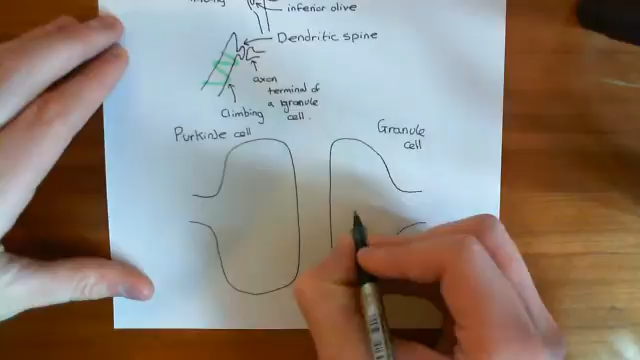 inferior olive
Dendritic spine
axon
terminal of
a granule
cell.
Climbing
Purkinje cell
Granule
cell